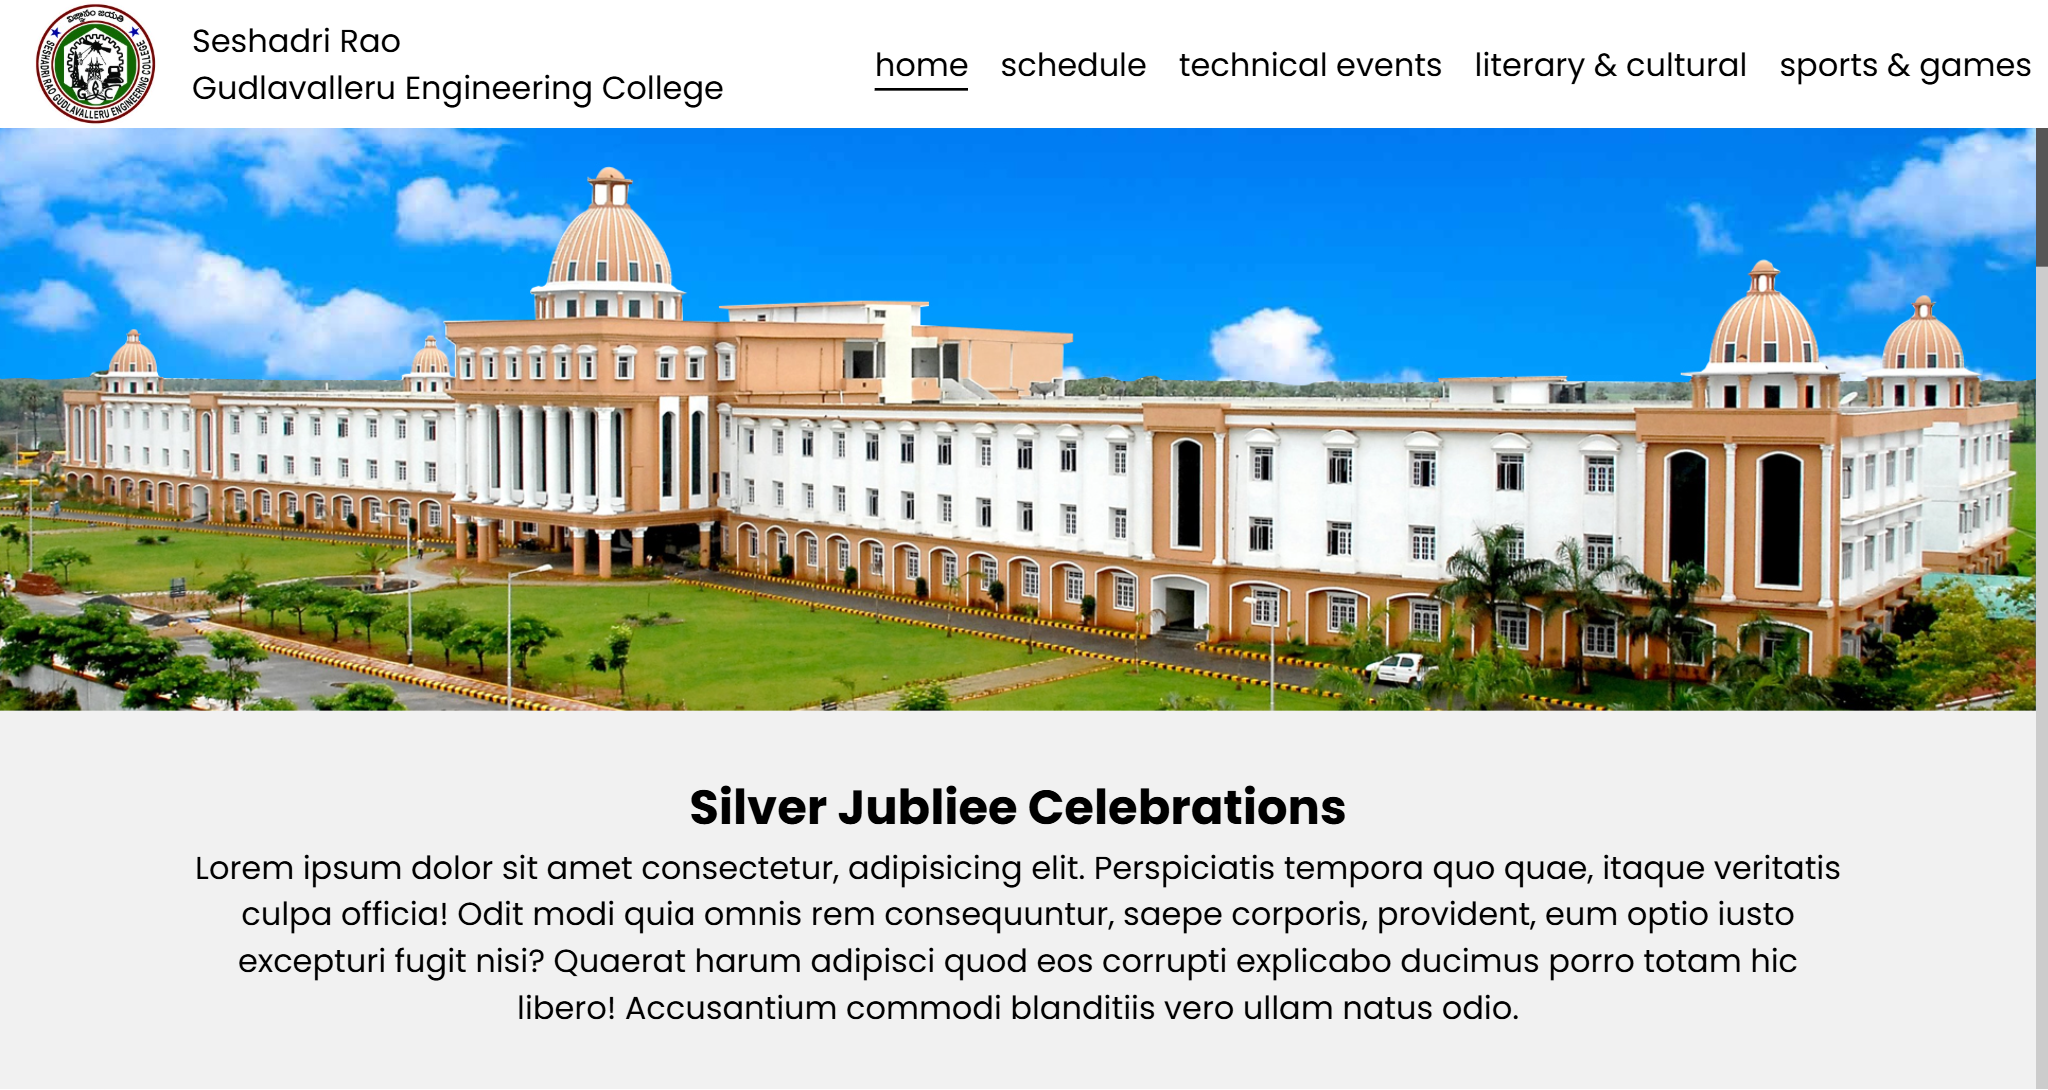 విజ్ఞానం జయతి
SESHADRI RAO GUDLAVALLERU ENGINEERING COLLEGE
GEC
Seshadri Rao
Gudlavalleru Engineering College
home schedule technical events literary & cultural sports & games
Silver Jubliee Celebrations
Lorem ipsum dolor sit amet consectetur, adipisicing elit. Perspiciatis tempora quo quae, itaque veritatis
culpa officia! Odit modi quia omnis rem consequuntur, saepe corporis, provident, eum optio iusto
excepturi fugit nisi? Quaerat harum adipisci quod eos corrupti explicabo ducimus porro totam hic
libero! Accusantium commodi blanditiis vero ullam natus odio.